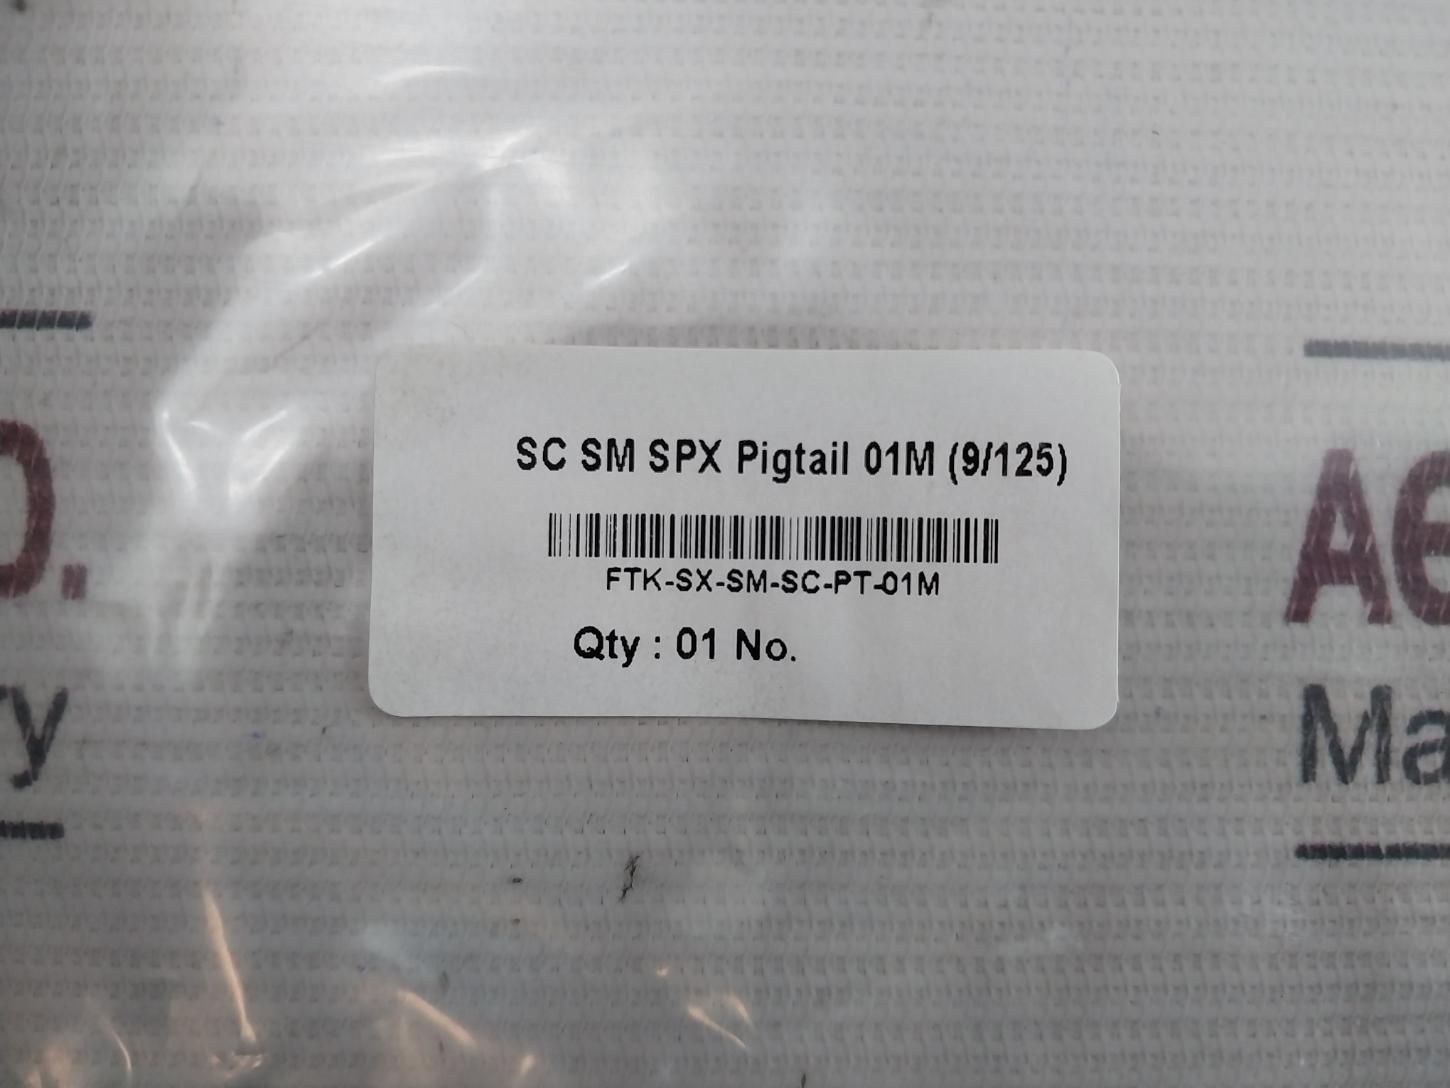 SC SM SPX Pigtail 01M (9/125)
FTK-SX-SM-SC-PT-01M
Qty : 01 No.